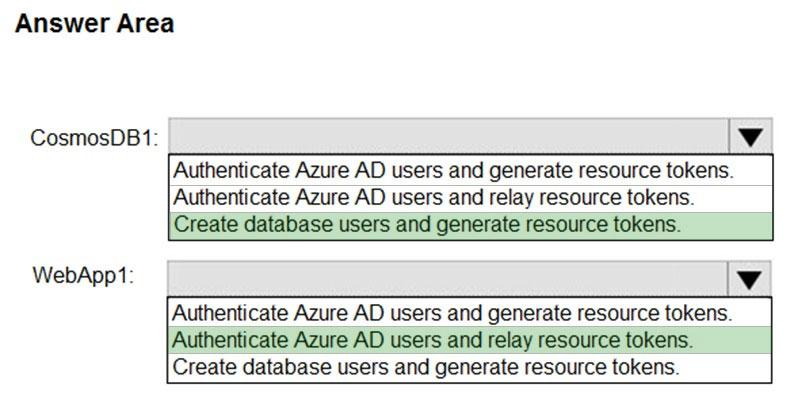 Answer Area
CosmosDB1:
Authenticate Azure AD users and generate resource tokens.
Authenticate Azure AD users and relay resource tokens.
Create database users and generate resource tokens.
WebApp1:
Authenticate Azure AD users and generate resource tokens.
Authenticate Azure AD users and relay resource tokens.
Create database users and generate resource tokens.